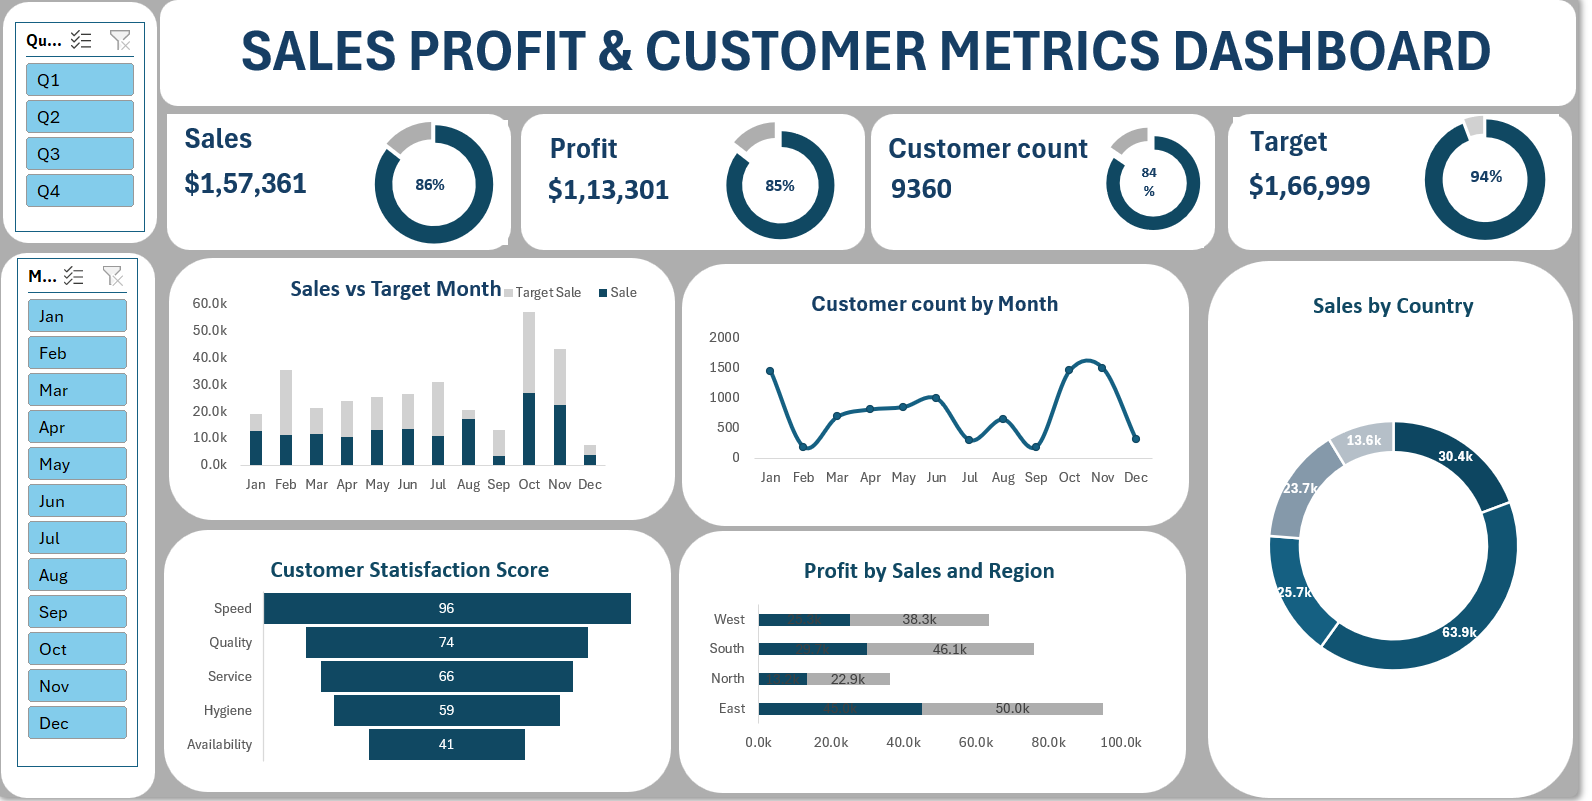 SALES PROFIT & CUSTOMER METRICS DASHBOARD
Qu...
Q1
Q2
Q3
Q4
Sales
$1,57,361
86%
Profit
$1,13,301
85%
Customer count
9360
84
%
Target
$1,66,999
94%
M...
Jan
Feb
Mar
Apr
May
Jun
Jul
Aug
Sep
Oct
Nov
Dec
Sales vs Target Month
Target Sale Sale
60.0k
50.0k
40.0k
30.0k
20.0k
10.0k
0.0k
Jan Feb Mar Apr May Jun Jul Aug Sep Oct Nov Dec
Customer count by Month
2000
1500
1000
500
0
Jan Feb Mar Apr May Jun Jul Aug Sep Oct Nov Dec
Sales by Country
13.6k
30.4k
23.7k
25.7k
63.9k
Customer Statisfaction Score
Speed 96
Quality 74
Service 66
Hygiene 59
Availability 41
Profit by Sales and Region
West 38.3k
South 46.1k
North 22.9k
East 50.0k
0.0k 20.0k 40.0k 60.0k 80.0k 100.0k